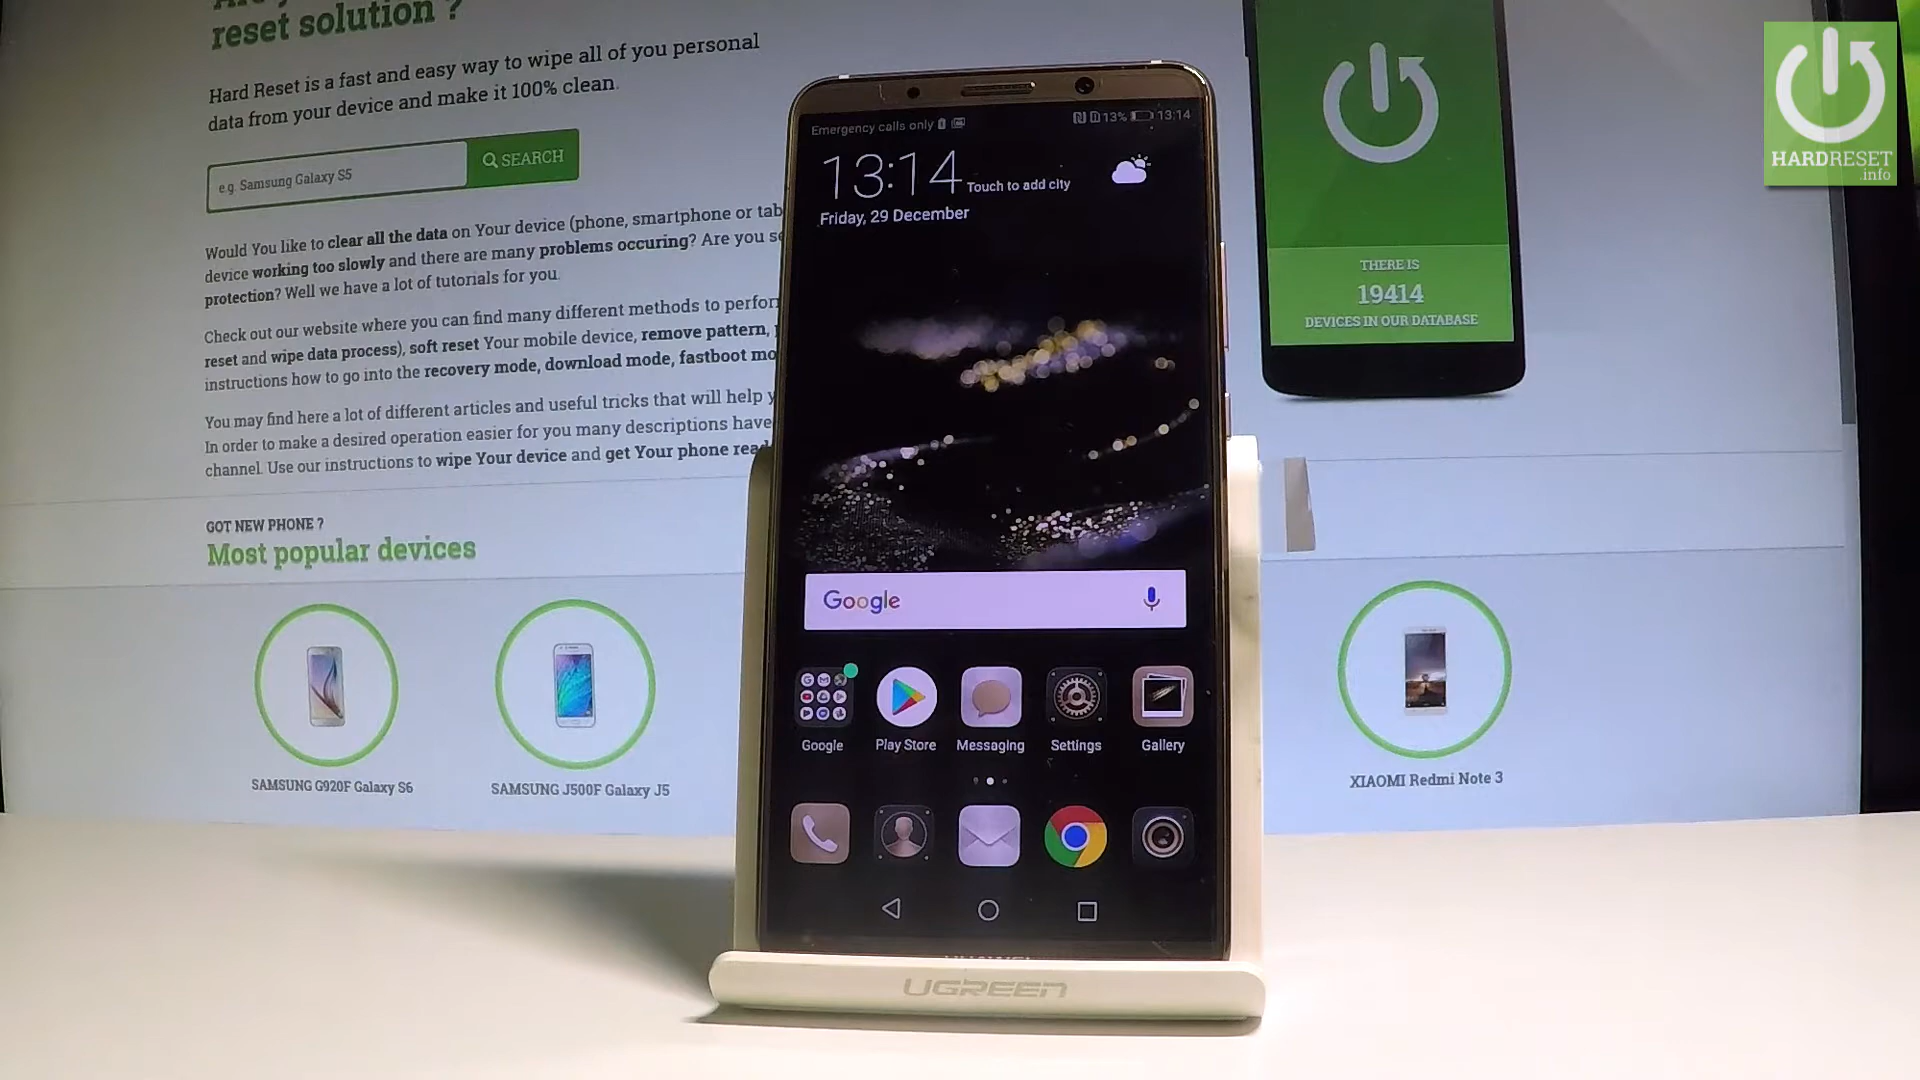 reset solution ?
Hard Reset is a fast and easy way to wipe all of you personal
data from your device and make it 100% clean.
e.g. Samsung Galaxy S5
SEARCH
Would You like to clear all the data on Your device (phone, smartphone or tab
device working too slowly and there are many problems occuring? Are you se
protection? Well we have a lot of tutorials for you.
Check out our website where you can find many different methods to perfor
reset and wipe data process), soft reset Your mobile device, remove pattern,
instructions how to go into the recovery mode, download mode, fastboot mo
You may find here a lot of different articles and useful tricks that will help y
In order to make a desired operation easier for you many descriptions have
channel. Use our instructions to wipe Your device and get Your phone read
GOT NEW PHONE ?
Most popular devices
SAMSUNG G920F Galaxy S6
SAMSUNG J500F Galaxy J5
XIAOMI Redmi Note 3
THERE IS
19414
DEVICES IN OUR DATABASE
HARDRESET
.info
Emergency calls only
13%
13:14
13:14
Touch to add city
Friday, 29 December
Google
Google
Play Store
Messaging
Settings
Gallery
UGREEN